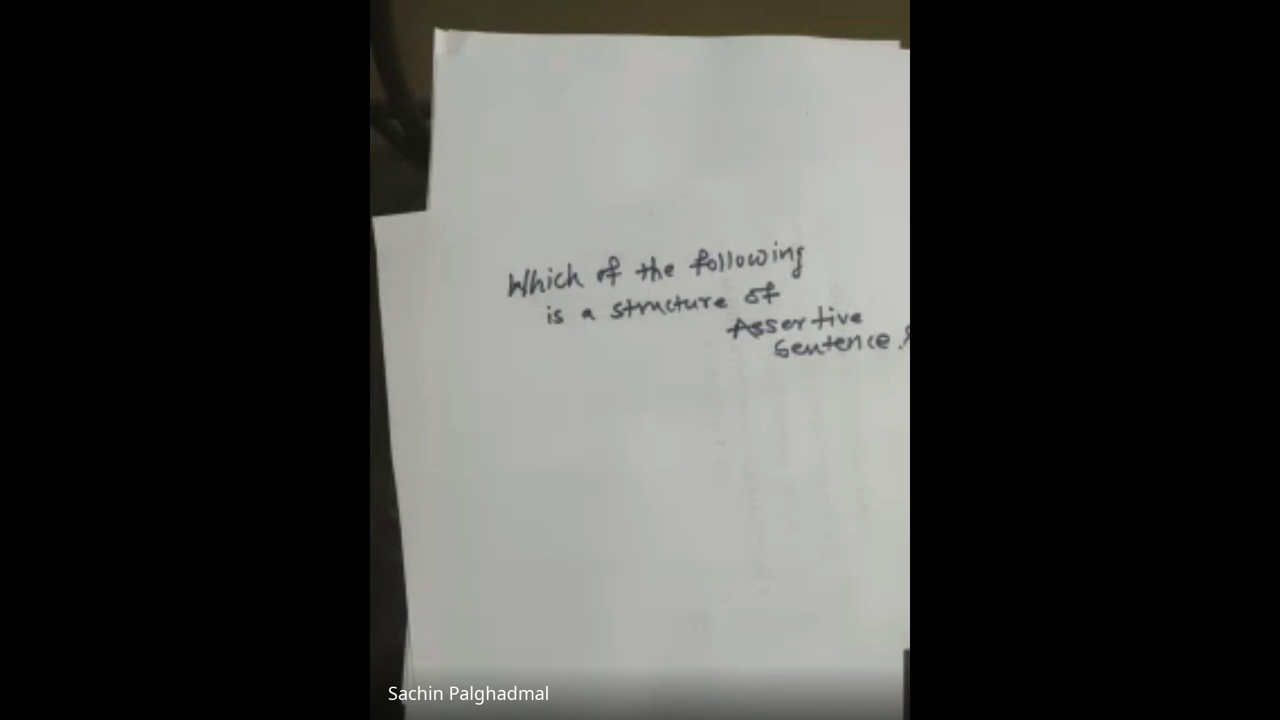 Which of the following
is a structure of
Assertive
Sentence.
Sachin Palghadmal